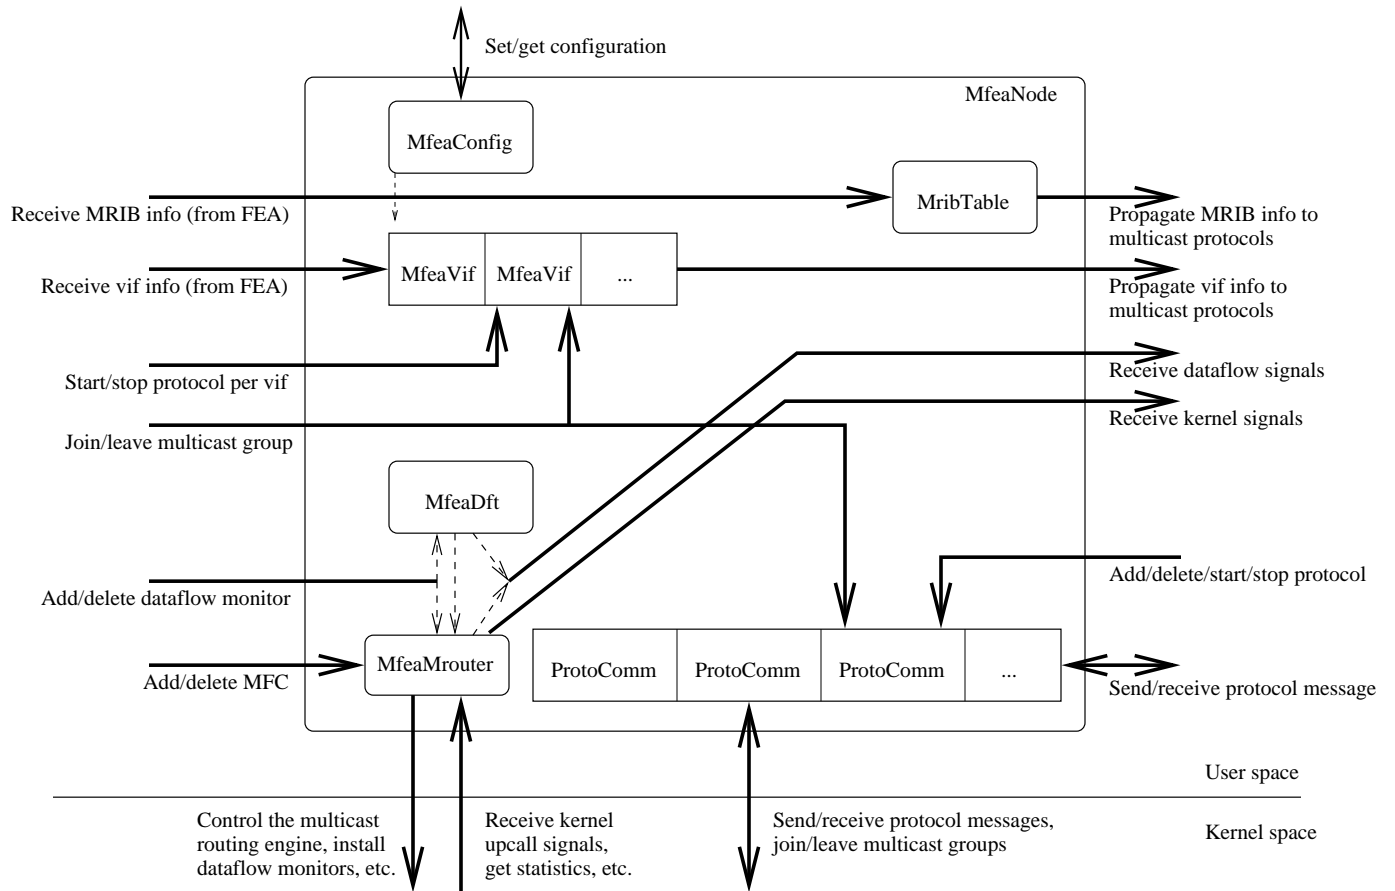 Set/get configuration
MfeaNode
MfeaConfig
MribTable
Receive MRIB info (from FEA)
Propagate MRIB info to
multicast protocols
MfeaVif
MfeaVif
...
Receive vif info (from FEA)
Propagate vif info to
multicast protocols
Start/stop protocol per vif
Receive dataflow signals
Receive kernel signals
Join/leave multicast group
MfeaDft
Add/delete dataflow monitor
Add/delete/start/stop protocol
MfeaMrouter
ProtoComm
ProtoComm
ProtoComm
...
Add/delete MFC
Send/receive protocol message
User space
Control the multicast
routing engine, install
dataflow monitors, etc.
Receive kernel
upcall signals,
get statistics, etc.
Send/receive protocol messages,
join/leave multicast groups
Kernel space